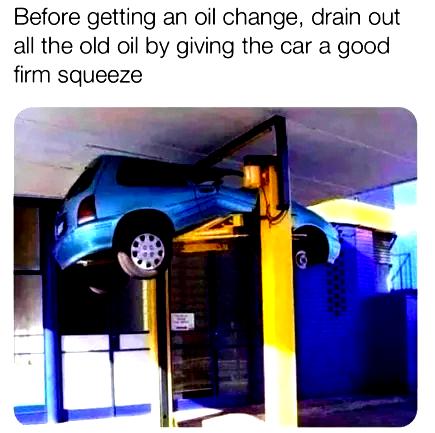 Before getting an oil change, drain out
all the old oil by giving the car a good
firm squeeze